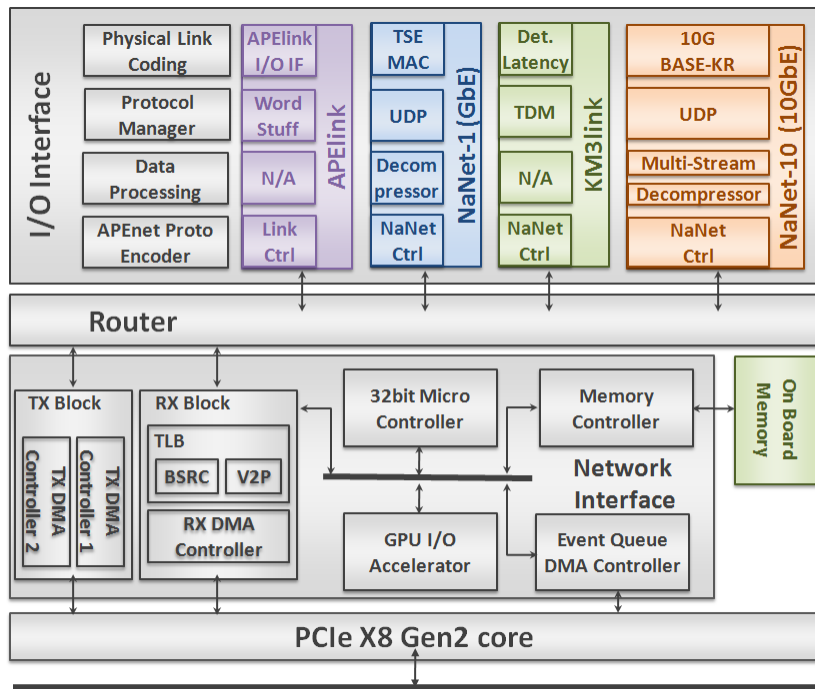 I/O Interface
Physical Link
Coding
Protocol
Manager
Data
Processing
APEnet Proto
Encoder
APElink
I/O IF
Word
Stuff
N/A
Link
Ctrl
APElink
TSE
MAC
UDP
Decom
pressor
NaNet
Ctrl
NaNet-1 (GbE)
Det.
Latency
TDM
N/A
NaNet
Ctrl
KM3link
10G
BASE-KR
UDP
Multi-Stream
Decompressor
NaNet
Ctrl
NaNet-10 (10GbE)
Router
TX Block
TX DMA
Controller 2
TX DMA
Controller 1
RX Block
TLB
BSRC
V2P
RX DMA
Controller
32bit Micro
Controller
Memory
Controller
On Board
Memory
Network
Interface
GPU I/O
Accelerator
Event Queue
DMA Controller
PCIe X8 Gen2 core